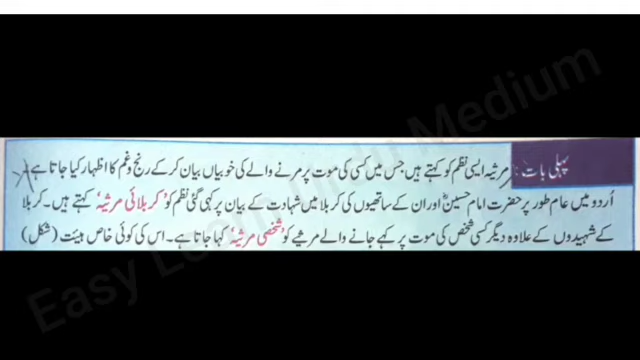 پہلی بات : مرثیہ ایسی نظم کو کہتے ہیں جس میں کسی کی موت پر مرنے والے کی خوبیاں بیان کرکے رنج و غم کا اظہار کیا جاتا ہے۔
اُردو میں عام طور پر حضرت امام حسینؓ اور ان کے ساتھیوں کی کربلا میں شہادت کے بیان پر کہی گئی نظم کو ’کربلائی مرثیہ‘ کہتے ہیں۔ کربلا
کے شہیدوں کے علاوہ دیگر کسی شخص کی موت پر کہے جانے والے مرثیے کو ’شخصی مرثیہ‘ کہا جاتا ہے۔ اس کی کوئی خاص ہیئت (شکل)
Easy Learn Urdu Medium